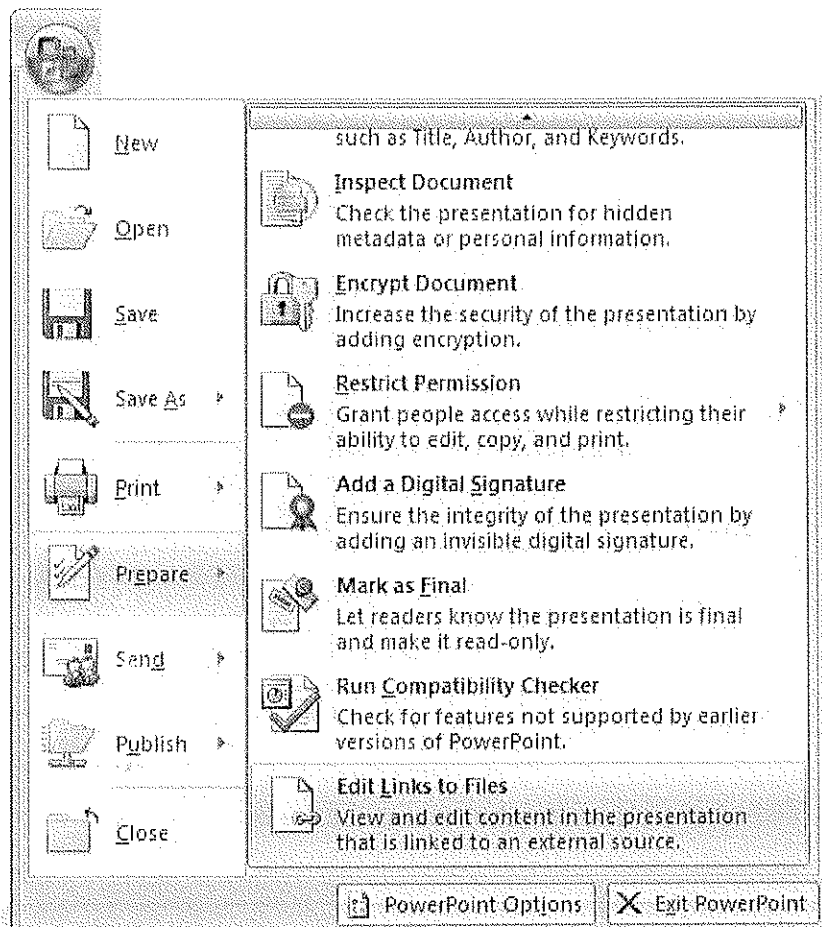 New
Open
Save
Save As
Print
Prepare
Send
Publish
Close
such as Title, Author, and Keywords.
Inspect Document
Check the presentation for hidden
metadata or personal information.
Encrypt Document
Increase the security of the presentation by
adding encryption.
Restrict Permission
Grant people access while restricting their
ability to edit, copy, and print.
Add a Digital Signature
Ensure the integrity of the presentation by
adding an invisible digital signature.
Mark as Final
Let readers know the presentation is final
and make it read-only.
Run Compatibility Checker
Check for features not supported by earlier
versions of PowerPoint.
Edit Links to Files
View and edit content in the presentation
that is linked to an external source.
PowerPoint Options
Exit PowerPoint